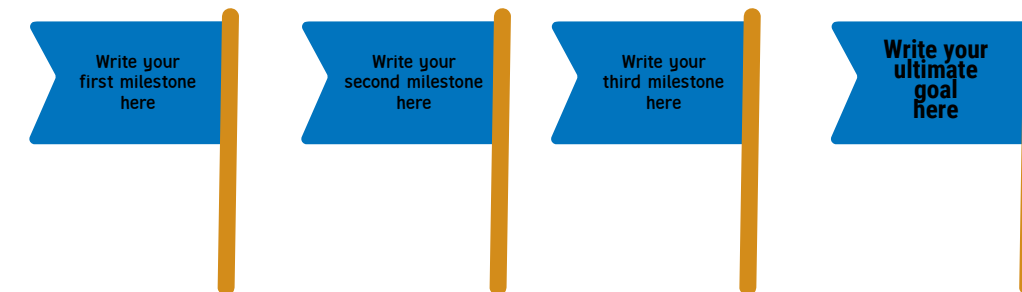 Write your
first milestone
here
Write your
second milestone
here
Write your
third milestone
here
Write your
ultimate
goal
here